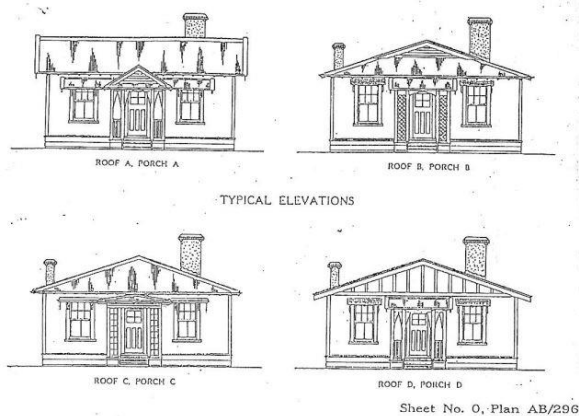 ROOF A, PORCH A
ROOF B, PORCH B
TYPICAL ELEVATIONS
ROOF C, PORCH C
ROOF D, PORCH D
Sheet No. 0, Plan AB/296